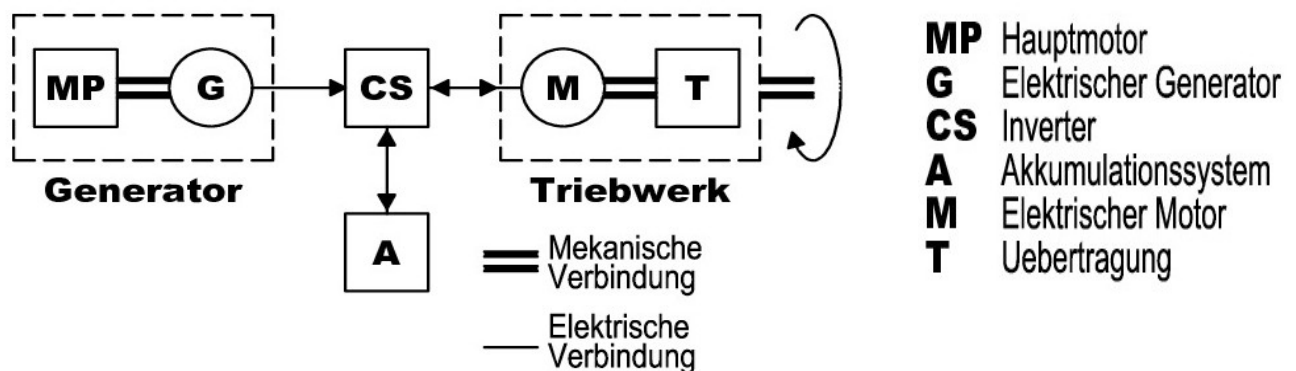 MP G CS M T
Generator Triebwerk
A
Mekanische
Verbindung
Elektrische
Verbindung
MP Hauptmotor
G Elektrischer Generator
CS Inverter
A Akkumulationssystem
M Elektrischer Motor
T Uebertragung